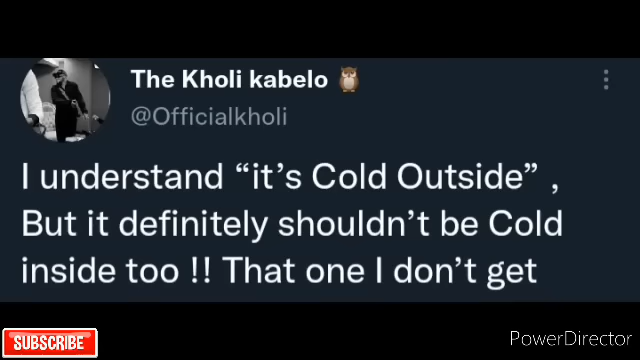 The Kholi kabelo 🦉
@Officialkholi
I understand “it’s Cold Outside” ,
But it definitely shouldn’t be Cold
inside too !! That one I don’t get
SUBSCRIBE
PowerDirector